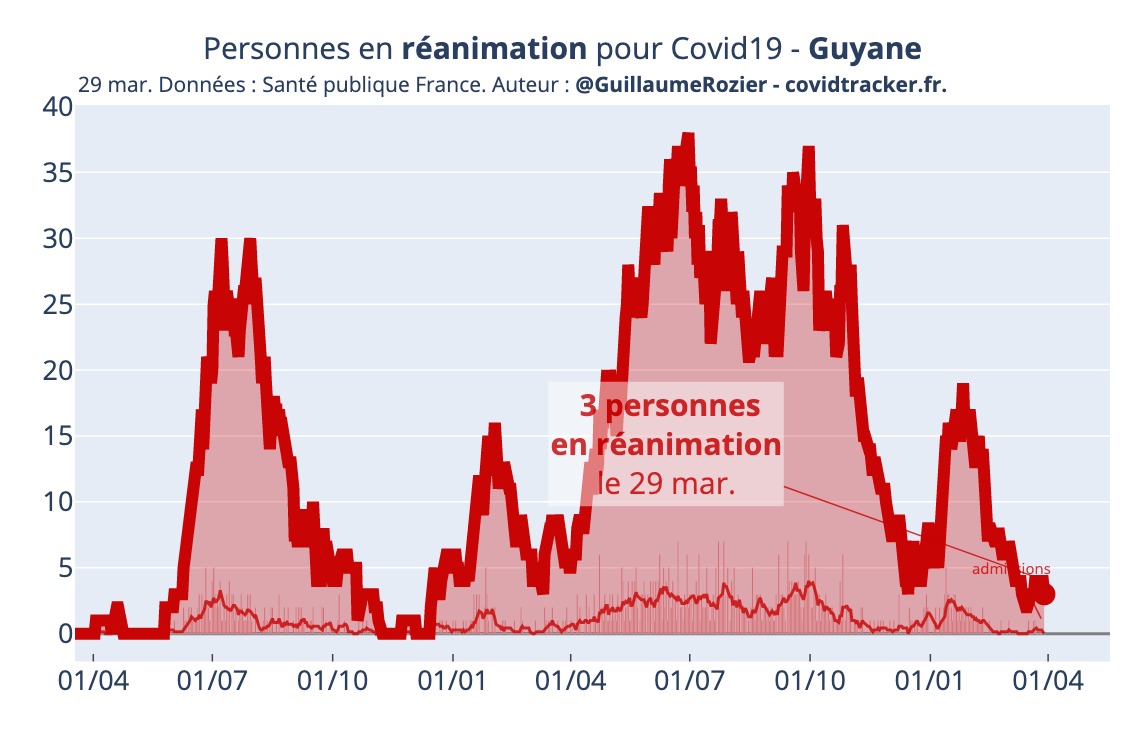 Personnes en réanimation pour Covid19 - Guyane
29 mar. Données : Santé publique France. Auteur : @GuillaumeRozier - covidtracker.fr.
40
35
30
25
20
15
10
5
0
3 personnes
en réanimation
le 29 mar.
admissions
01/04 01/07 01/10 01/01 01/04 01/07 01/10 01/01 01/04